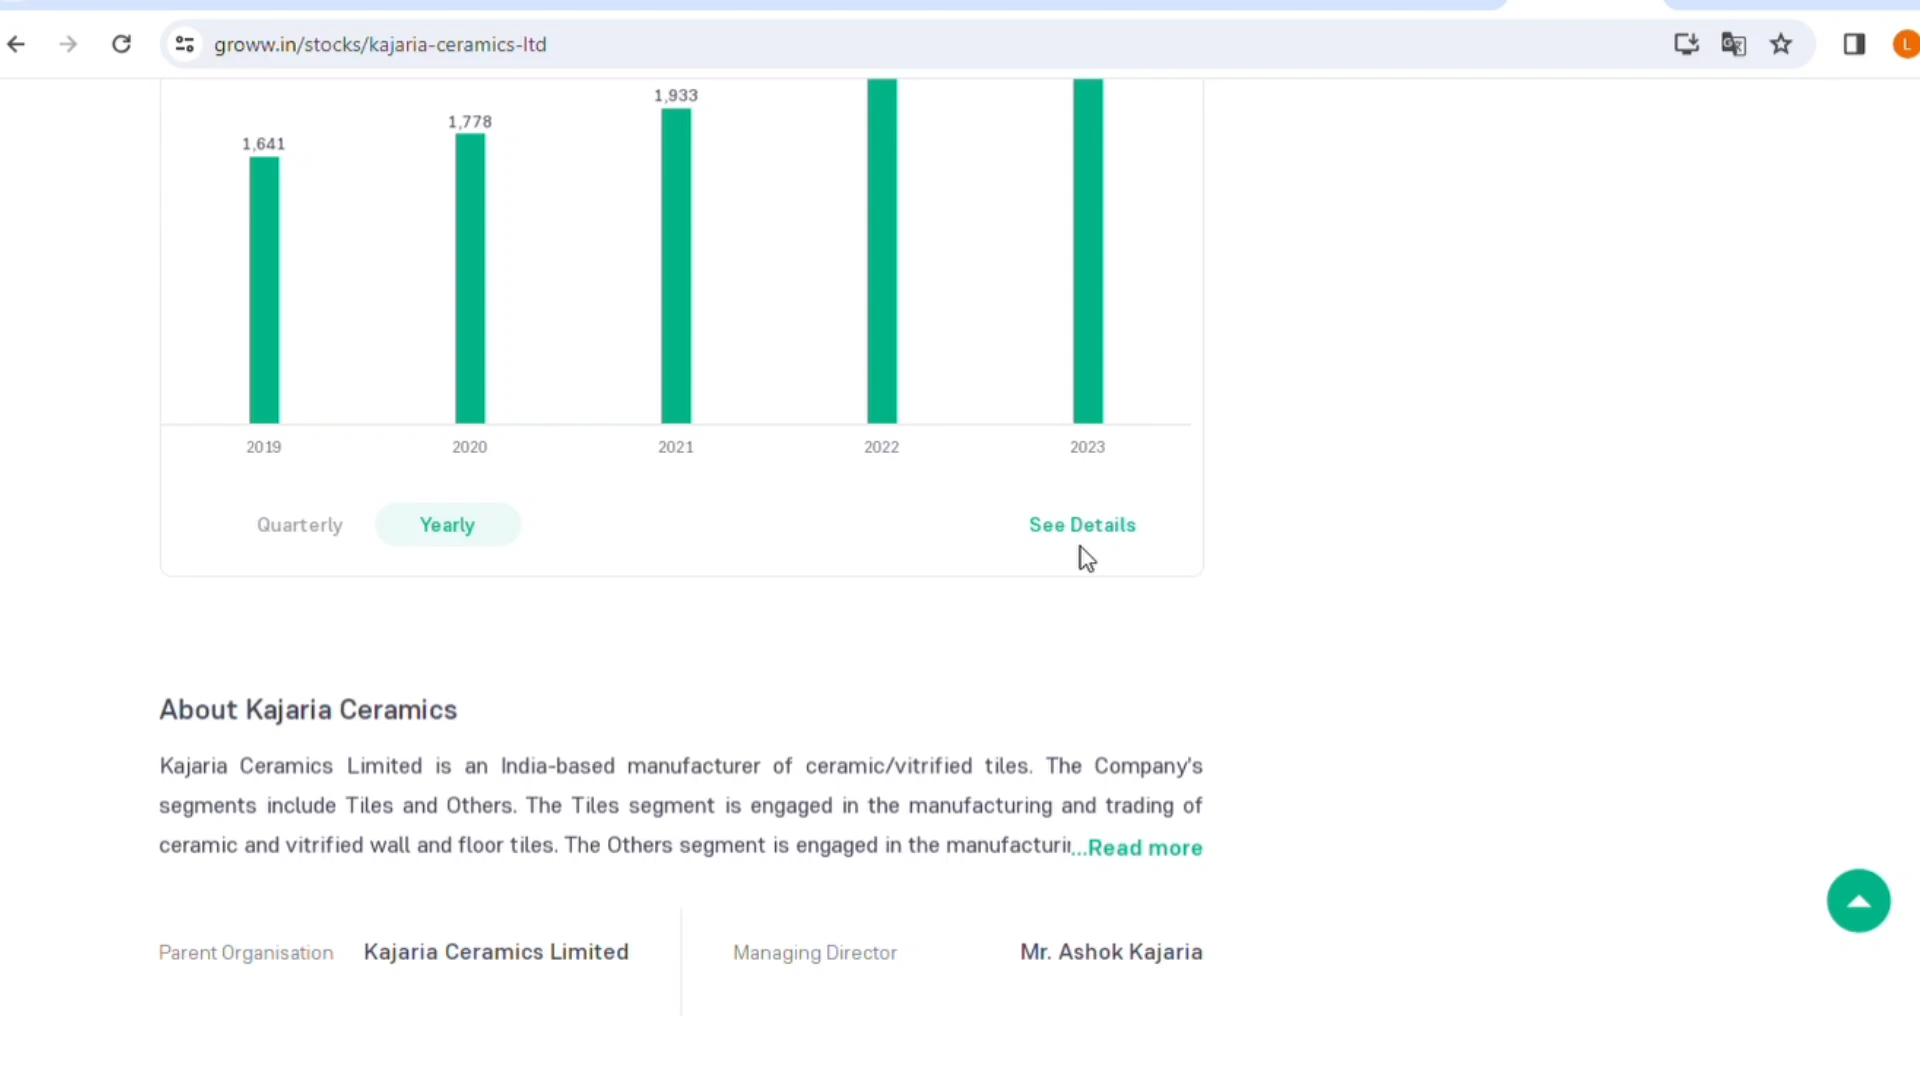 groww.in/stocks/kajaria-ceramics-ltd
L
1,641
1,778
1,933
2019
2020
2021
2022
2023
Quarterly
Yearly
See Details
About Kajaria Ceramics
Kajaria Ceramics Limited is an India-based manufacturer of ceramic/vitrified tiles. The Company's
segments include Tiles and Others. The Tiles segment is engaged in the manufacturing and trading of
ceramic and vitrified wall and floor tiles. The Others segment is engaged in the manufacturi...Read more
Parent Organisation Kajaria Ceramics Limited
Managing Director Mr. Ashok Kajaria